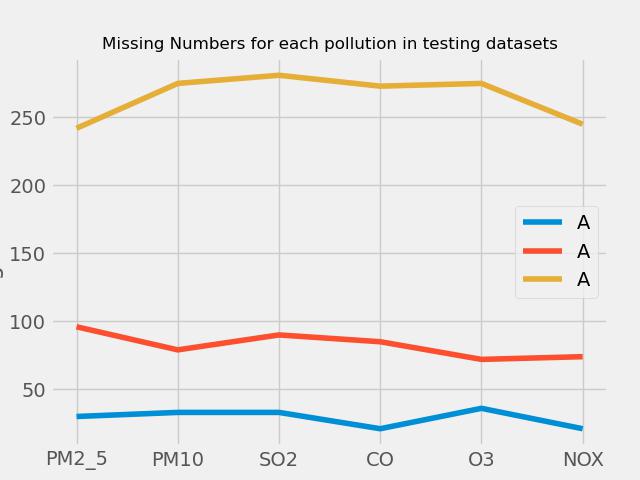 Missing Numbers for each pollution in testing datasets
250
200
150
100
50
A
A
A
PM2_5 PM10 SO2 CO O3 NOX